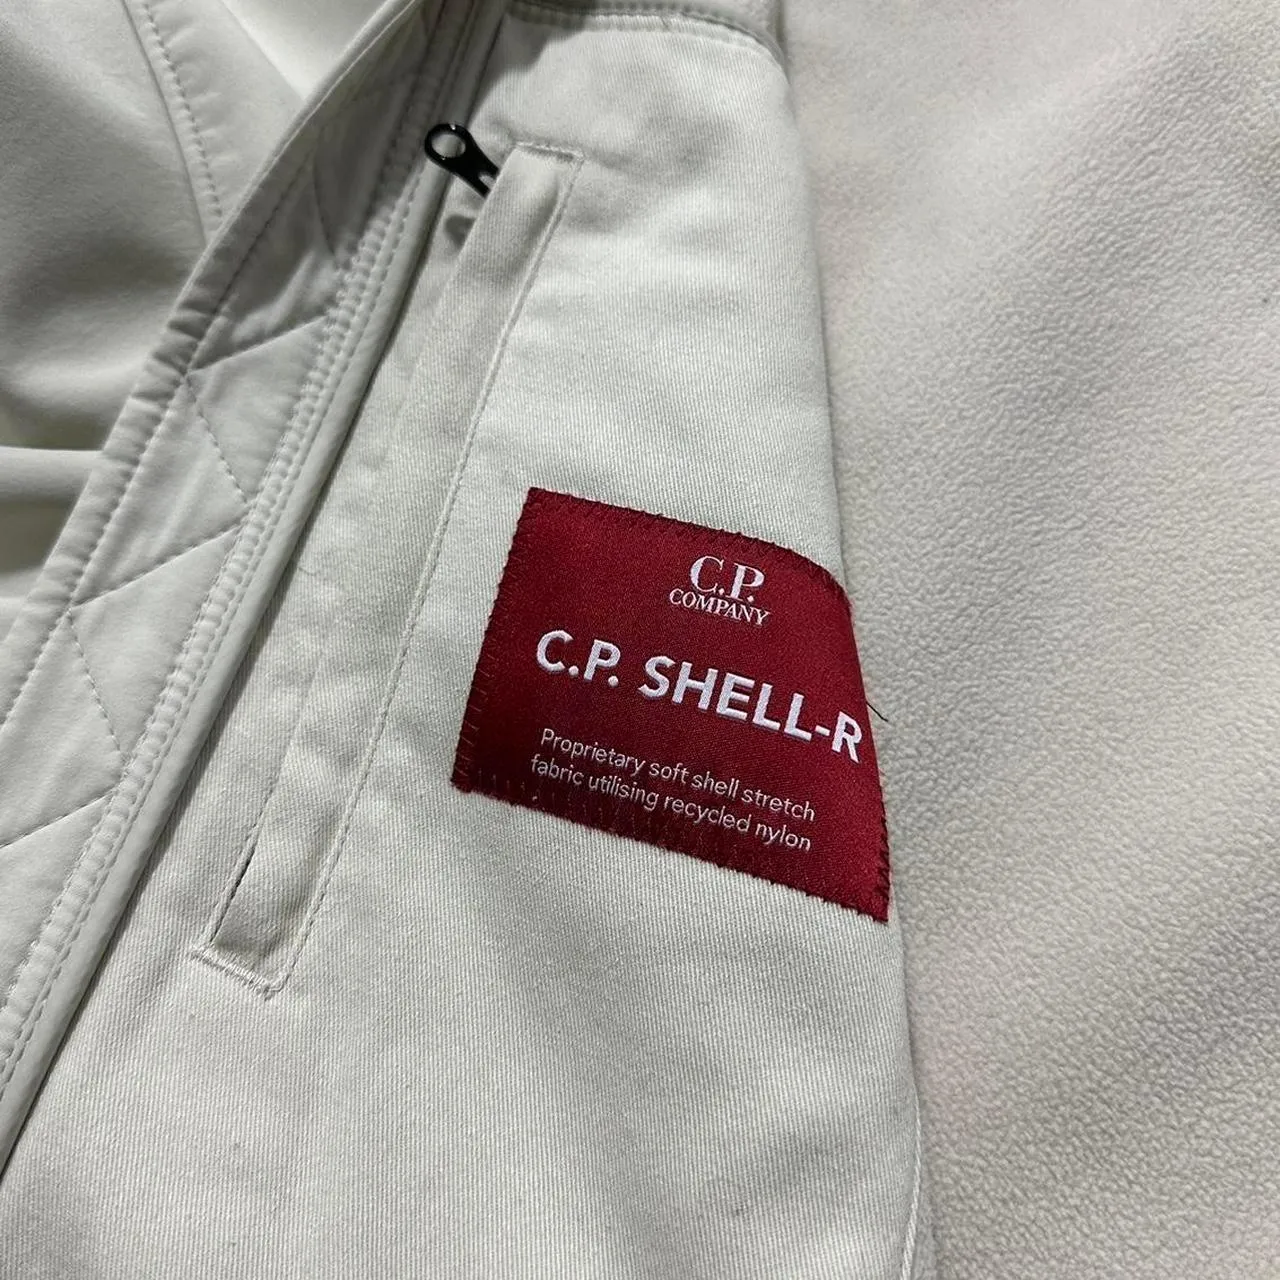 C.P.
COMPANY
C.P. SHELL-R
Proprietary soft shell stretch
fabric utilising recycled nylon